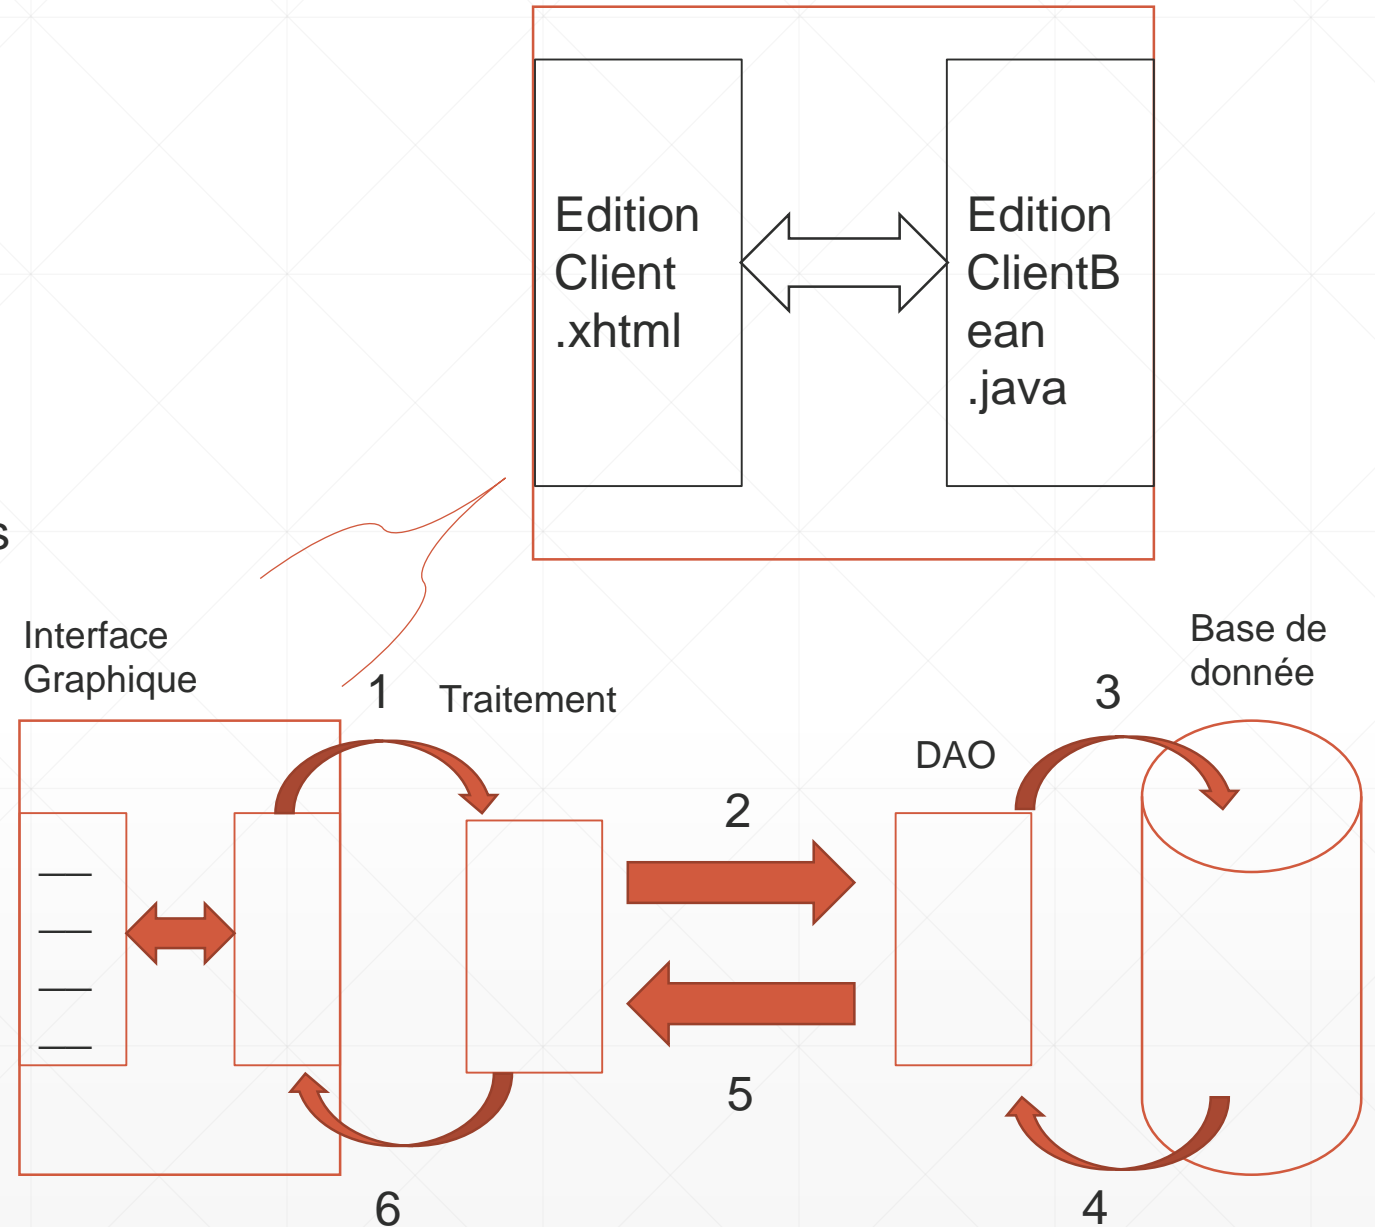 Edition
Client
.xhtml
Edition
ClientB
ean
.java
s
Interface
Graphique
1
Traitement
2
DAO
3
Base de
donnée
5
6
4